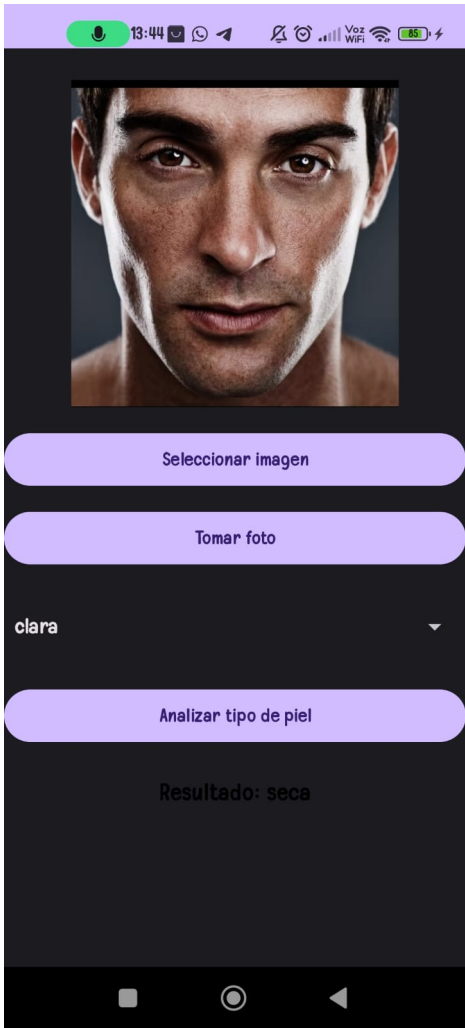 13:44 Voz WiFi 85
Seleccionar imagen
Tomar foto
clara
Analizar tipo de piel
Resultado: seca